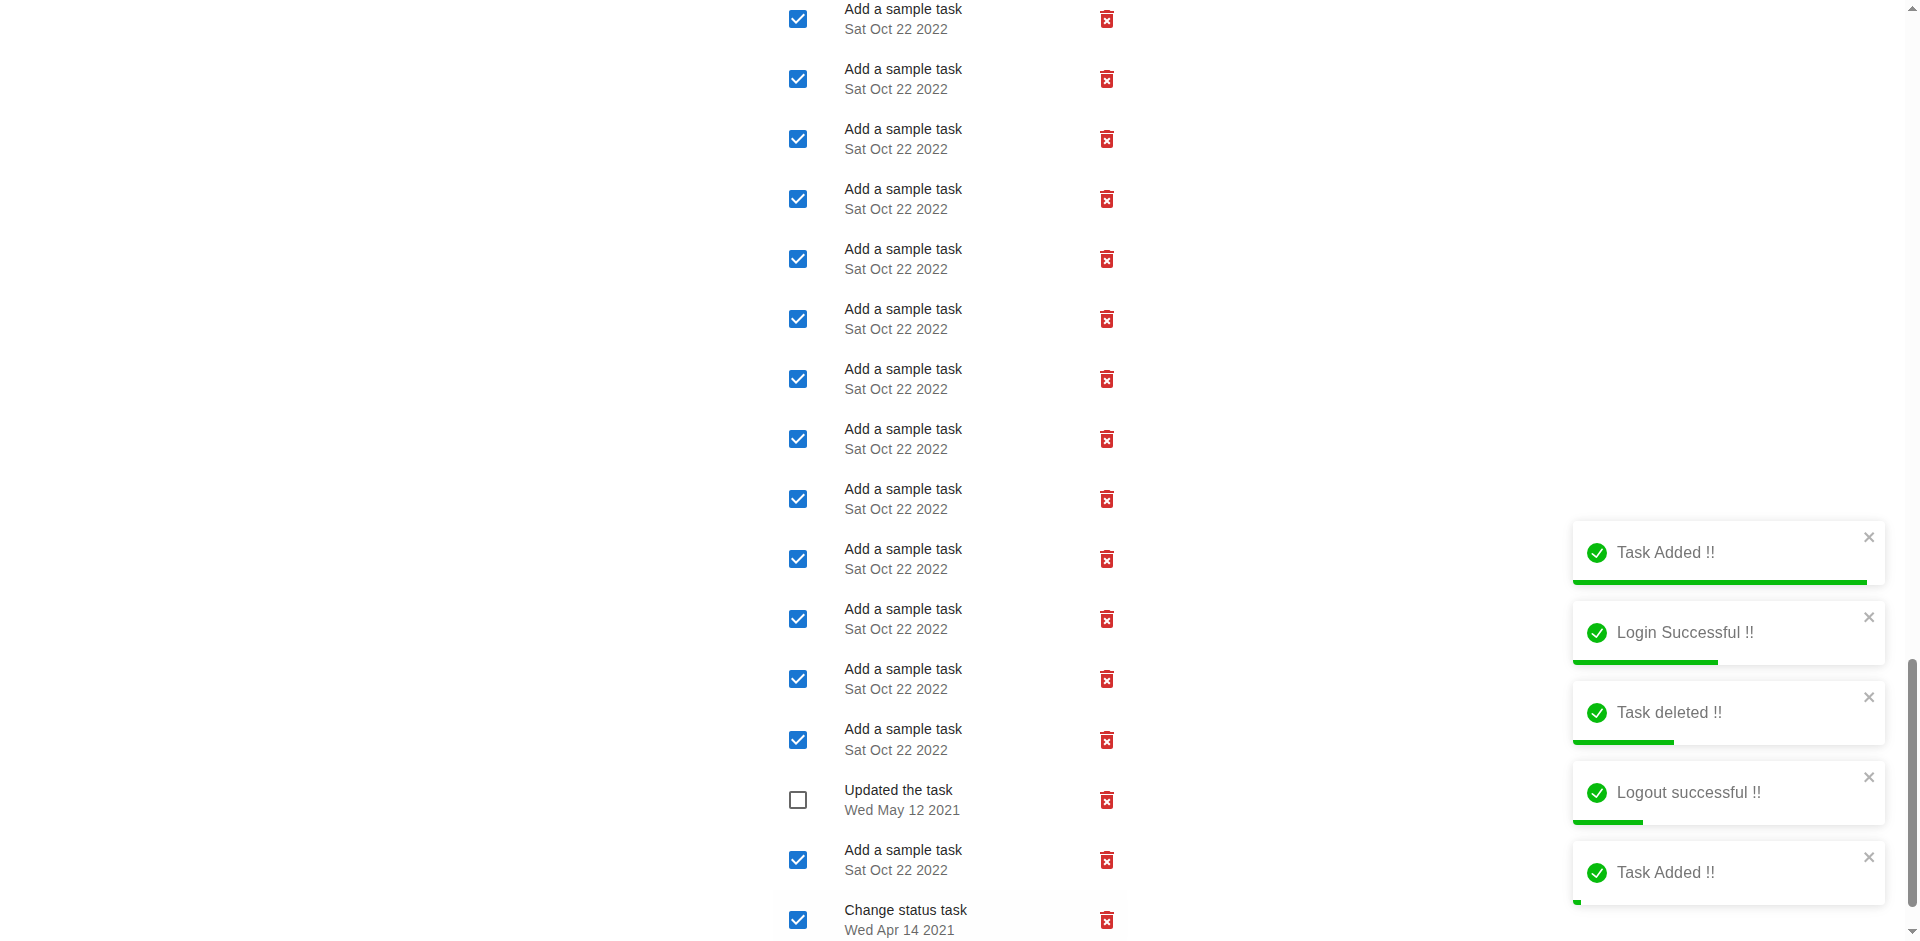 Add a sample task
Sat Oct 22 2022
Add a sample task
Sat Oct 22 2022
Add a sample task
Sat Oct 22 2022
Add a sample task
Sat Oct 22 2022
Add a sample task
Sat Oct 22 2022
Add a sample task
Sat Oct 22 2022
Add a sample task
Sat Oct 22 2022
Add a sample task
Sat Oct 22 2022
Add a sample task
Sat Oct 22 2022
Add a sample task
Sat Oct 22 2022
Add a sample task
Sat Oct 22 2022
Add a sample task
Sat Oct 22 2022
Add a sample task
Sat Oct 22 2022
Updated the task
Wed May 12 2021
Add a sample task
Sat Oct 22 2022
Change status task
Wed Apr 14 2021
Task Added !!
Login Successful !!
Task deleted !!
Logout successful !!
Task Added !!